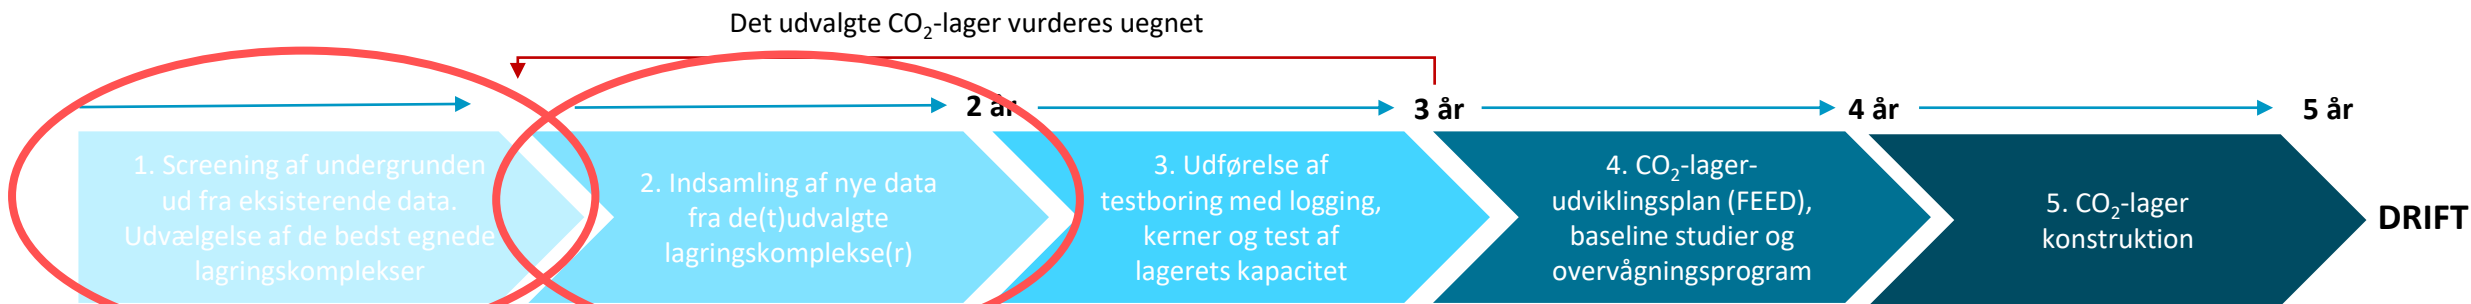 Det udvalgte CO₂-lager vurderes uegnet
2 år
3 år
4 år
5 år
1. Screening af undergrunden
ud fra eksisterende data.
Udvælgelse af de bedst egnede
lagringskomplekser
2. Indsamling af nye data
fra de(t)udvalgte
lagringskomplekse(r)
3. Udførelse af
testboring med logging,
kerner og test af
lagerets kapacitet
4. CO₂-lager-
udviklingsplan (FEED),
baseline studier og
overvågningsprogram
5. CO₂-lager
konstruktion
DRIFT